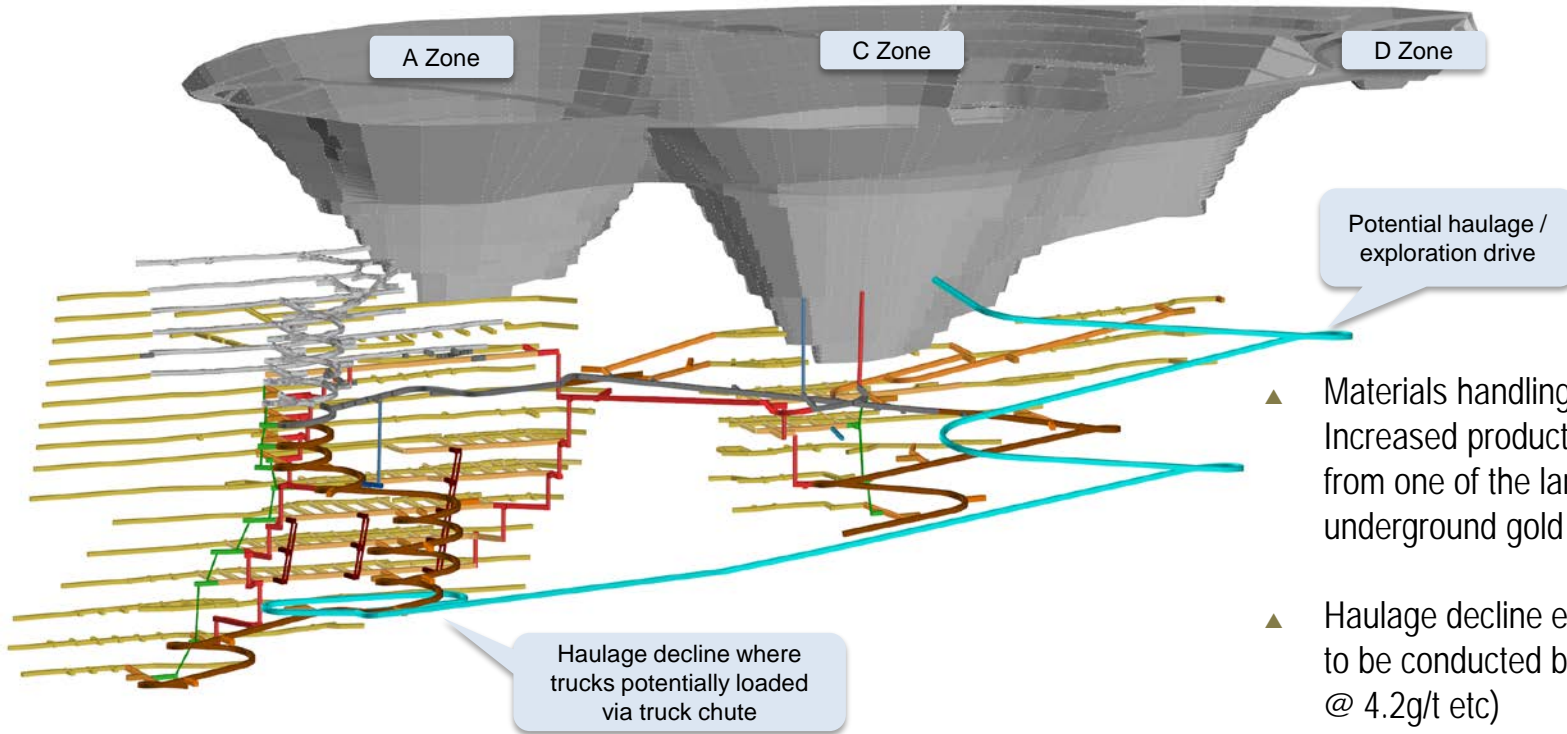 A Zone
C Zone
D Zone
Potential haulage /
exploration drive
Materials handling
Increased product
from one of the lar
underground gold
Haulage decline e
to be conducted b
@ 4.2g/t etc)
Haulage decline where
trucks potentially loaded
via truck chute